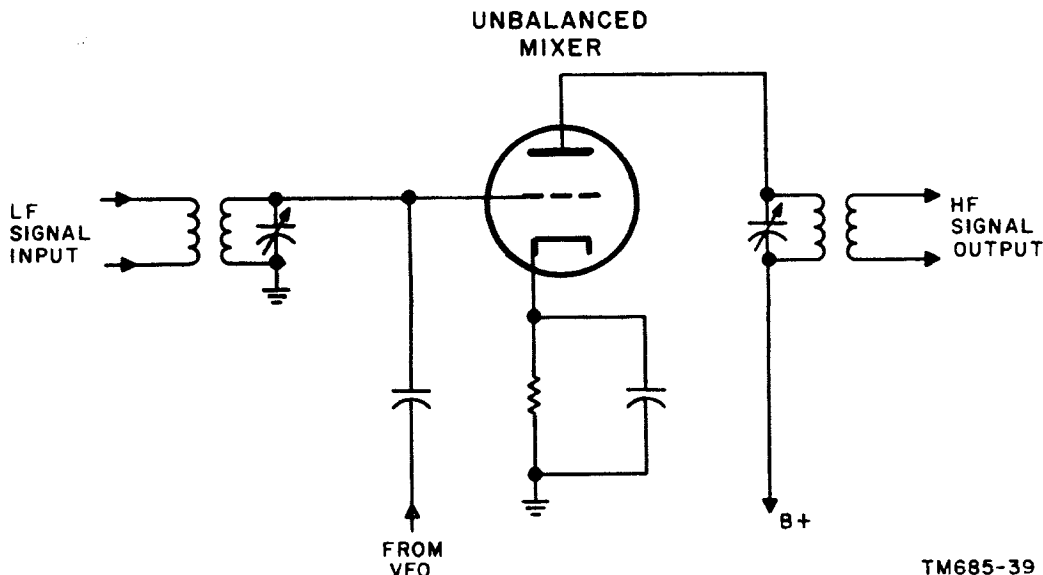 UNBALANCED
MIXER
LF
SIGNAL
INPUT
HF
SIGNAL
OUTPUT
B+
FROM
VFO
TM685-39